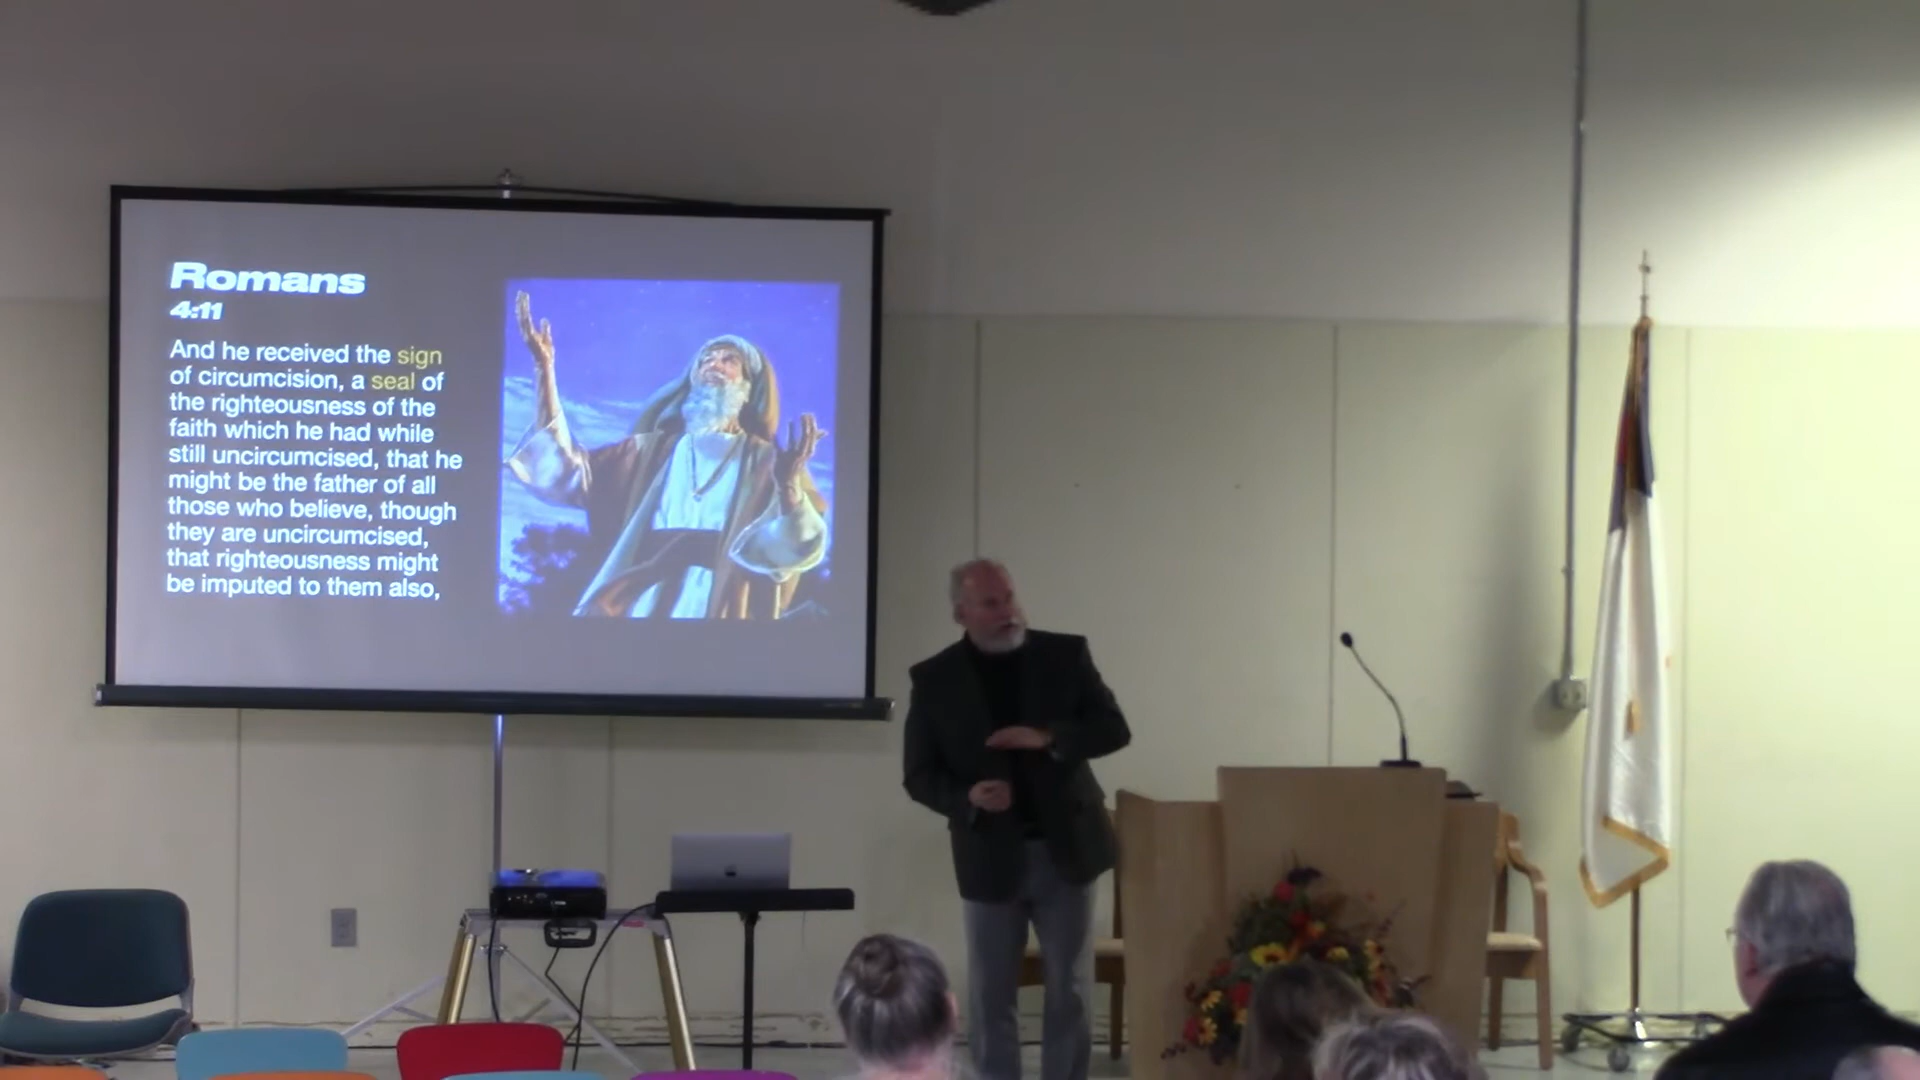 Romans
4:11
And he received the sign
of circumcision, a seal of
the righteousness of the
faith which he had while
still uncircumcised, that he
might be the father of all
those who believe, though
they are uncircumcised,
that righteousness might
be imputed to them also,